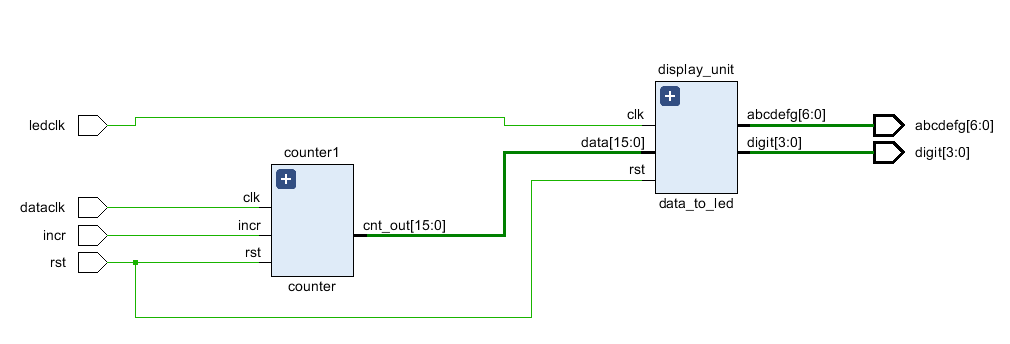 display_unit
ledclk
clk
abcdefg[6:0]
abcdefg[6:0]
data[15:0]
digit[3:0]
digit[3:0]
rst
data_to_led
counter1
dataclk
clk
incr
incr
cnt_out[15:0]
rst
rst
counter